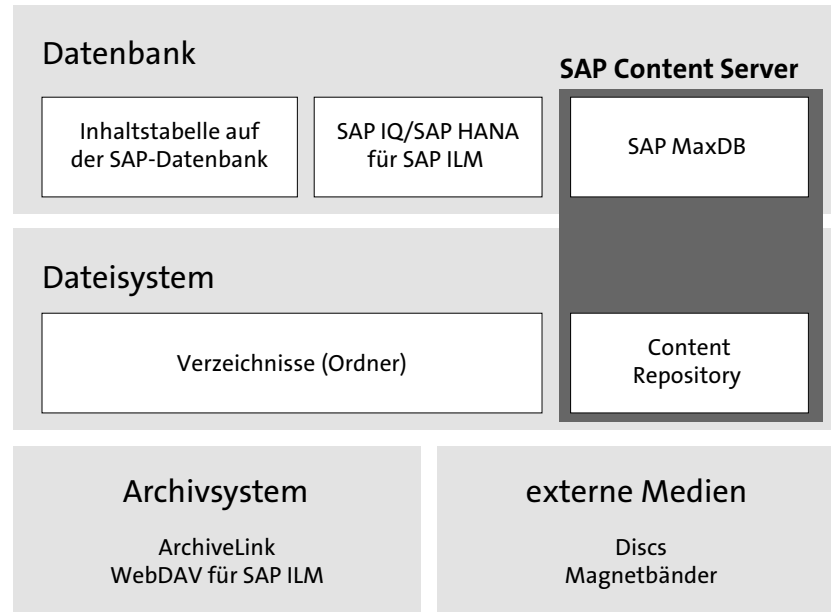 Datenbank
SAP Content Server
Inhaltstabelle auf
der SAP-Datenbank
SAP IQ/SAP HANA
für SAP ILM
SAP MaxDB
Dateisystem
Verzeichnisse (Ordner)
Content
Repository
Archivsystem
ArchiveLink
WebDAV für SAP ILM
externe Medien
Discs
Magnetbänder